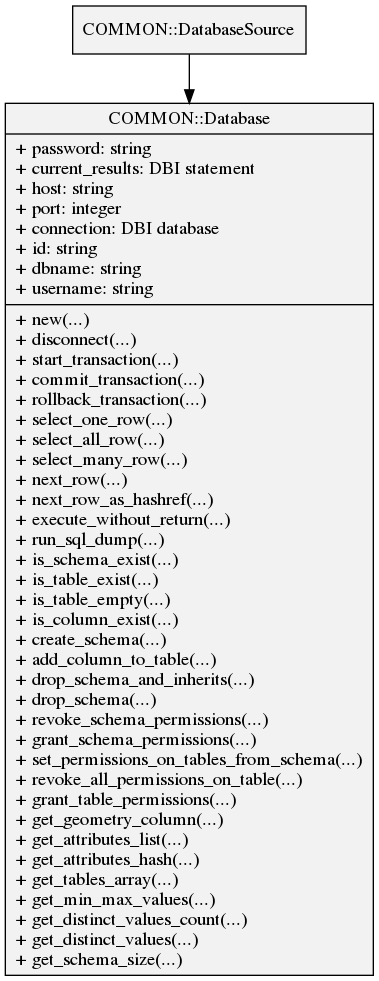 COMMON::DatabaseSource
COMMON::Database
+ password: string
+ current_results: DBI statement
+ host: string
+ port: integer
+ connection: DBI database
+ id: string
+ dbname: string
+ username: string
+ new(...)
+ disconnect(...)
+ start_transaction(...)
+ commit_transaction(...)
+ rollback_transaction(...)
+ select_one_row(...)
+ select_all_row(...)
+ select_many_row(...)
+ next_row(...)
+ next_row_as_hashref(...)
+ execute_without_return(...)
+ run_sql_dump(...)
+ is_schema_exist(...)
+ is_table_exist(...)
+ is_table_empty(...)
+ is_column_exist(...)
+ create_schema(...)
+ add_column_to_table(...)
+ drop_schema_and_inherits(...)
+ drop_schema(...)
+ revoke_schema_permissions(...)
+ grant_schema_permissions(...)
+ set_permissions_on_tables_from_schema(...)
+ revoke_all_permissions_on_table(...)
+ grant_table_permissions(...)
+ get_geometry_column(...)
+ get_attributes_list(...)
+ get_attributes_hash(...)
+ get_tables_array(...)
+ get_min_max_values(...)
+ get_distinct_values_count(...)
+ get_distinct_values(...)
+ get_schema_size(...)